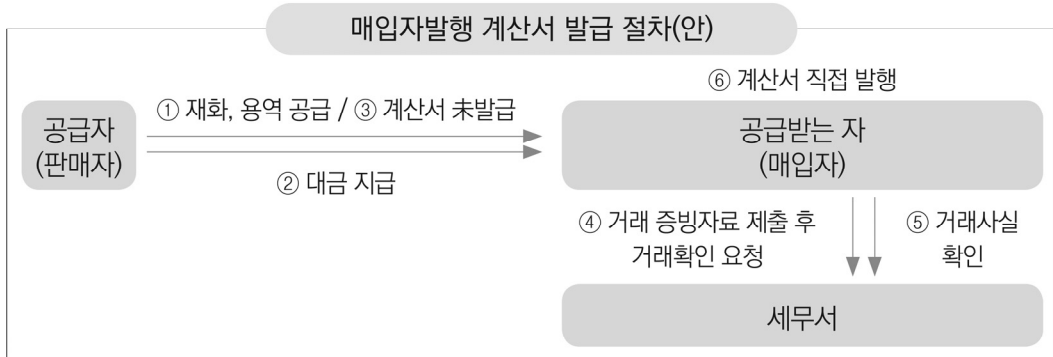 매입자발행 계산서 발급 절차(안)
⑥ 계산서 직접 발행
공급자
(판매자)
① 재화, 용역 공급 / ③ 계산서 未발급
② 대금 지급
공급받는 자
(매입자)
④ 거래 증빙자료 제출 후
거래확인 요청
⑤ 거래사실
확인
세무서